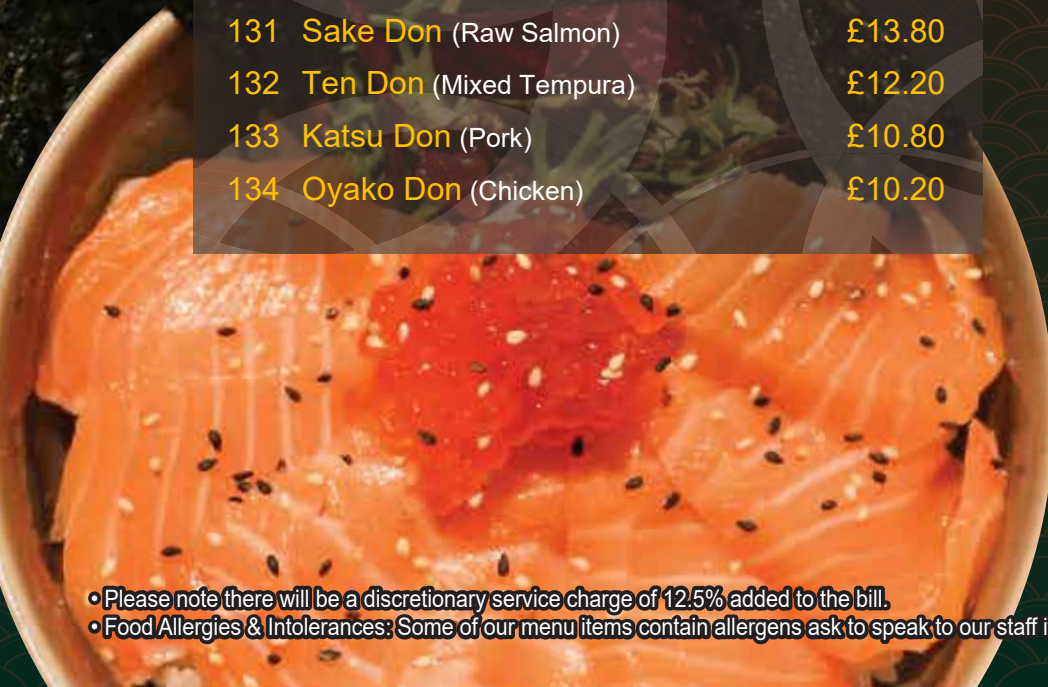 131 Sake Don (Raw Salmon) £13.80
132 Ten Don (Mixed Tempura) £12.20
133 Katsu Don (Pork) £10.80
134 Oyako Don (Chicken) £10.20
• Please note there will be a discretionary service charge of 12.5% added to the bill.
• Food Allergies & Intolerances: Some of our menu items contain allergens ask to speak to our staff i